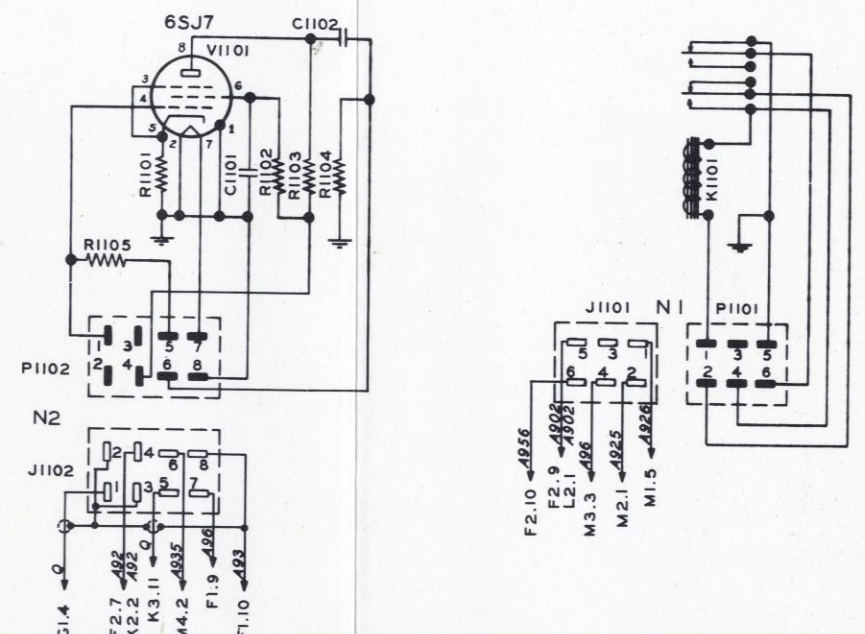 6SJ7
C1102
8
V1101
3
6
4
5
2
7
1
R1101
C1101
R1102
R1103
R1104
K1101
R1105
J1101
N1
P1101
1
3
5
7
2
4
6
8
P1102
5
3
1
6
4
2
1
3
5
2
4
6
N2
J1102
2
4
6
8
1
3
5
7
A956
A902
A902
A96
A925
A926
F2.10
F2.9
L2.1
M3.3
M2.1
M1.5
Q
A92
A92
Q
A935
A96
A93
G1.4
F2.7
K2.2
K3.11
M4.2
F1.9
F1.10